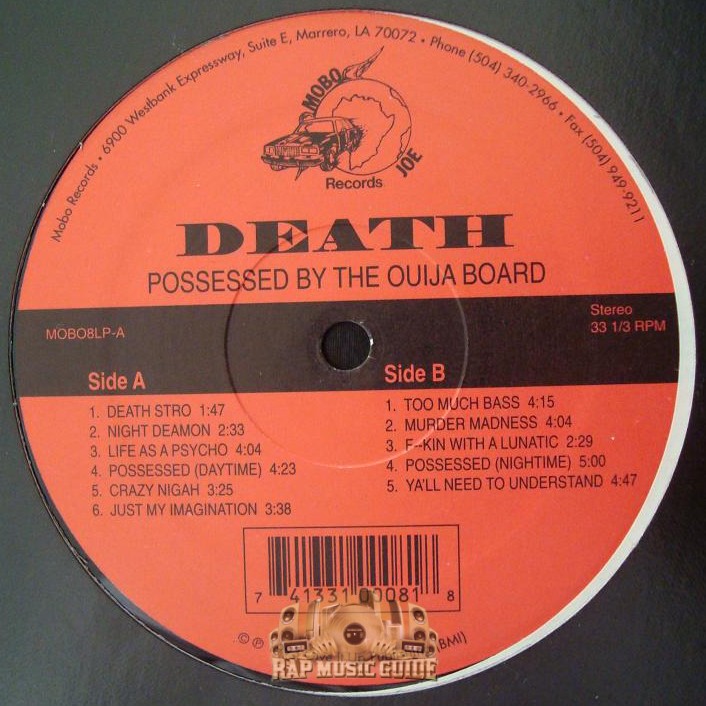 Mobo Records • 6900 Westbank Expressway, Suite E, Marrero, LA 70072 • Phone (504) 340-2966 • Fax (504) 949-9211
MOBO
JOE
Records
DEATH
POSSESSED BY THE OUIJA BOARD
MOBO8LP-A
Stereo
33 1/3 RPM
Side A
1. DEATH STRO 1:47
2. NIGHT DEAMON 2:33
3. LIFE AS A PSYCHO 4:04
4. POSSESSED (DAYTIME) 4:23
5. CRAZY NIGAH 3:25
6. JUST MY IMAGINATION 3:38
Side B
1. TOO MUCH BASS 4:15
2. MURDER MADNESS 4:04
3. F--KIN WITH A LUNATIC 2:29
4. POSSESSED (NIGHTIME) 5:00
5. YA'LL NEED TO UNDERSTAND 4:47
7 41331 00081 8
© ℗
(BMI)
RAP MUSIC GUIDE